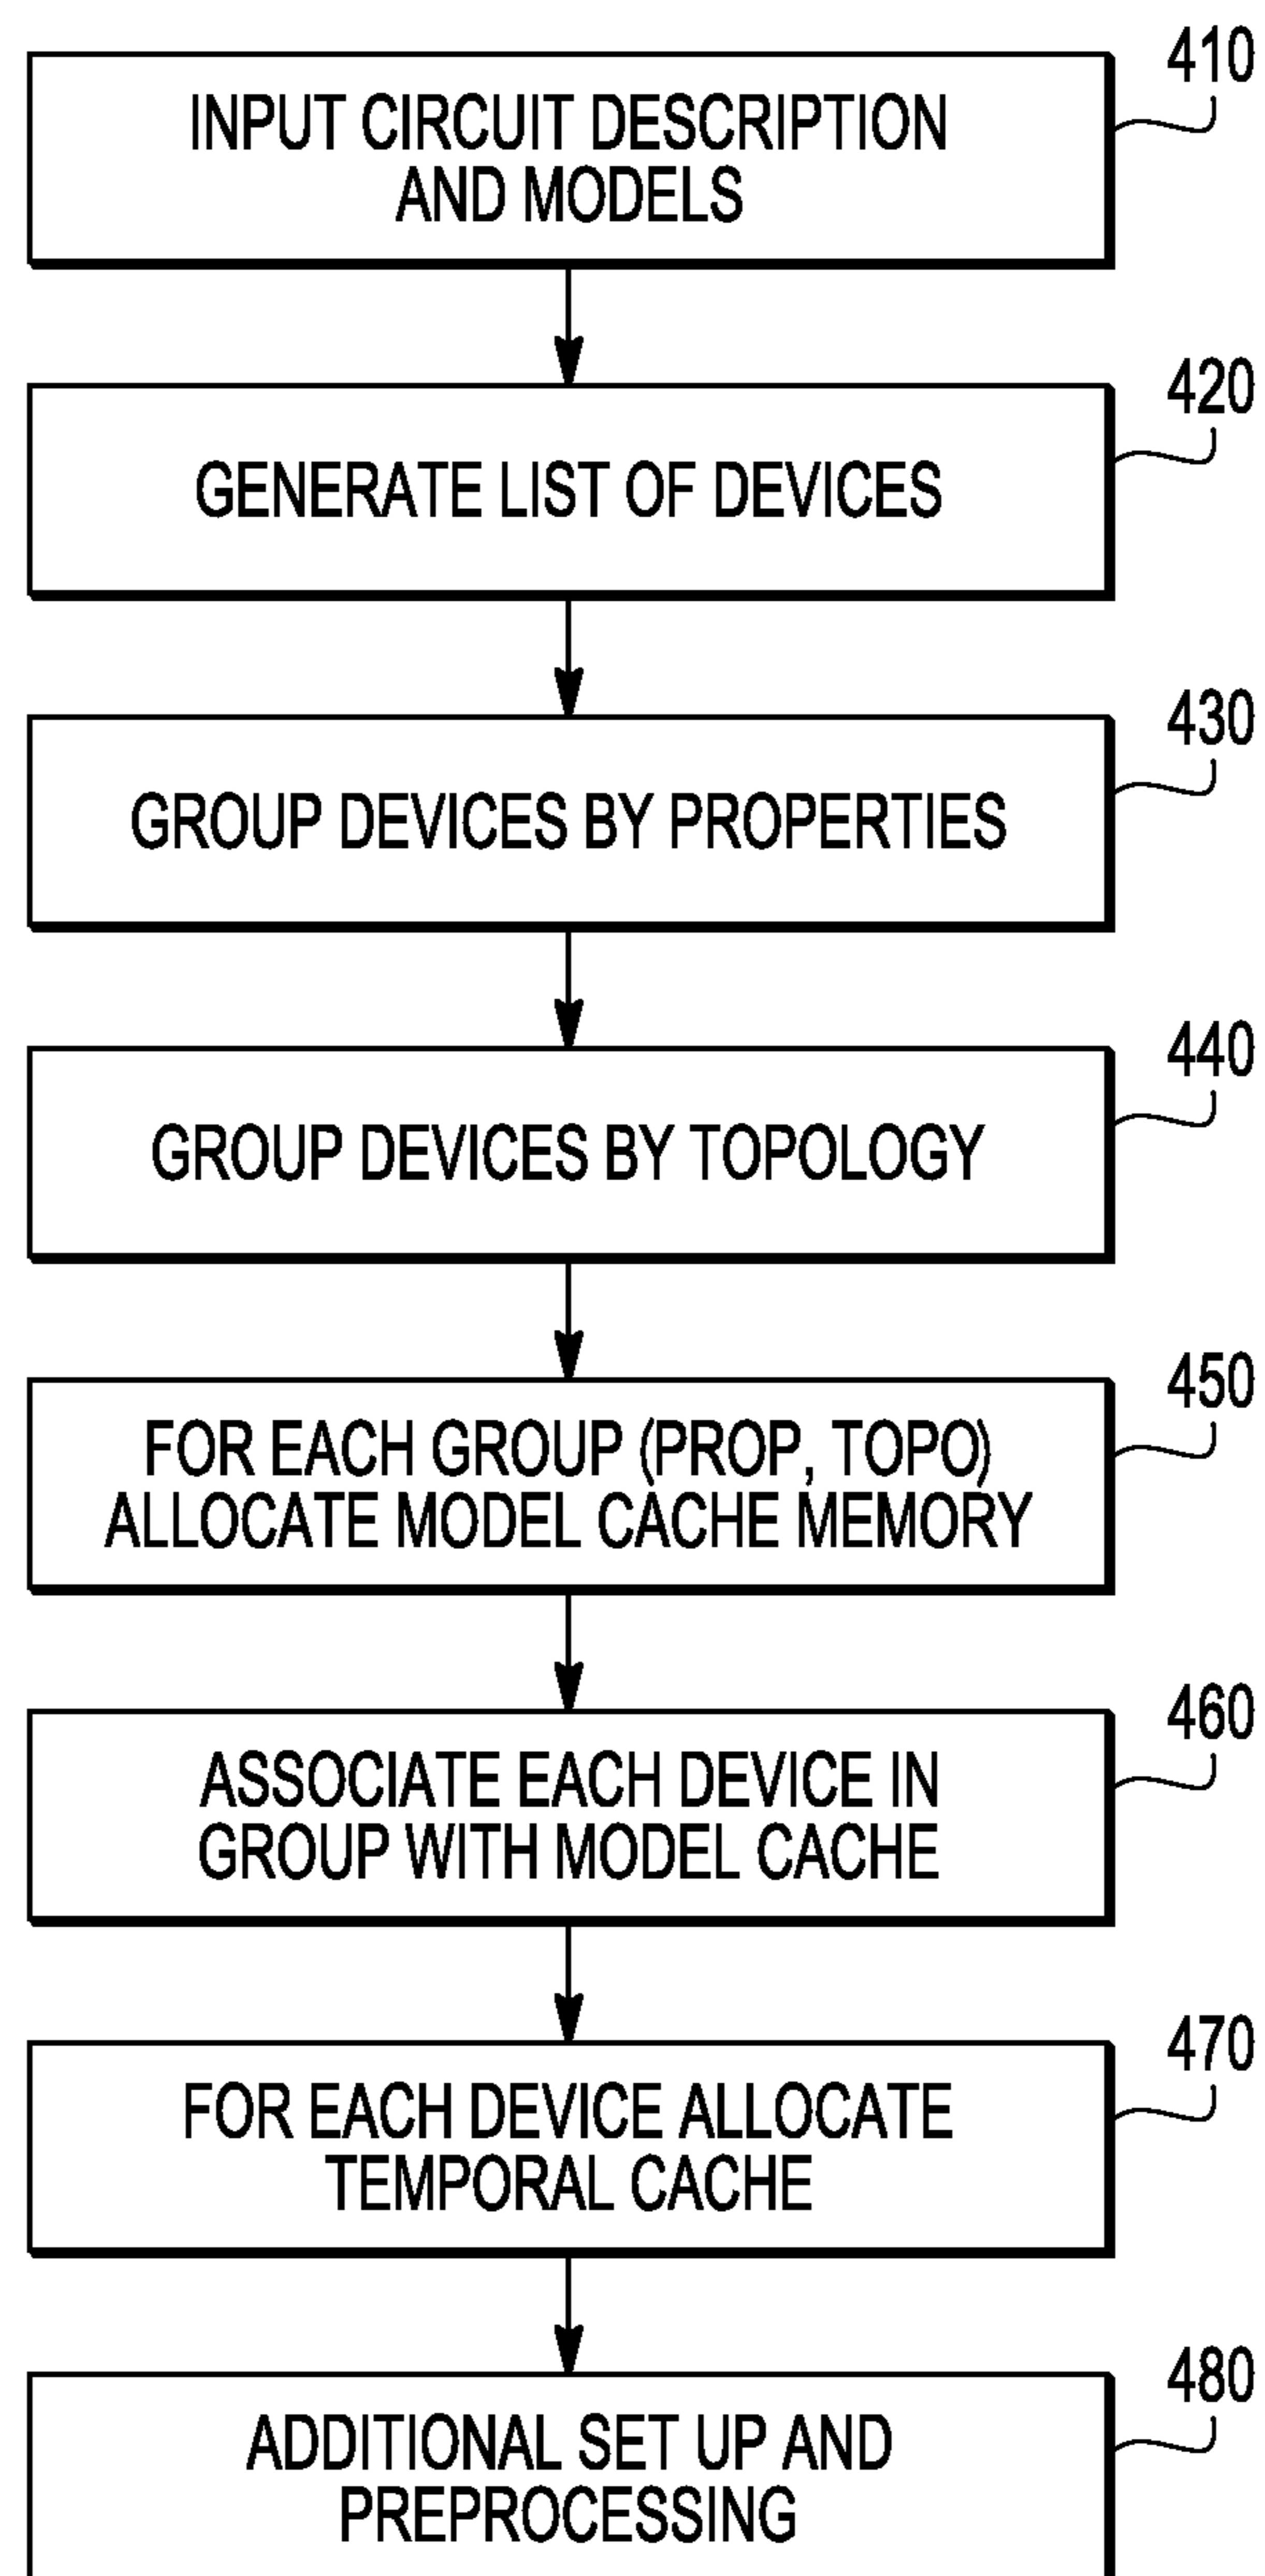 410
INPUT CIRCUIT DESCRIPTION
AND MODELS
420
GENERATE LIST OF DEVICES
430
GROUP DEVICES BY PROPERTIES
440
GROUP DEVICES BY TOPOLOGY
450
FOR EACH GROUP (PROP, TOPO)
ALLOCATE MODEL CACHE MEMORY
460
ASSOCIATE EACH DEVICE IN
GROUP WITH MODEL CACHE
470
FOR EACH DEVICE ALLOCATE
TEMPORAL CACHE
480
ADDITIONAL SET UP AND
PREPROCESSING